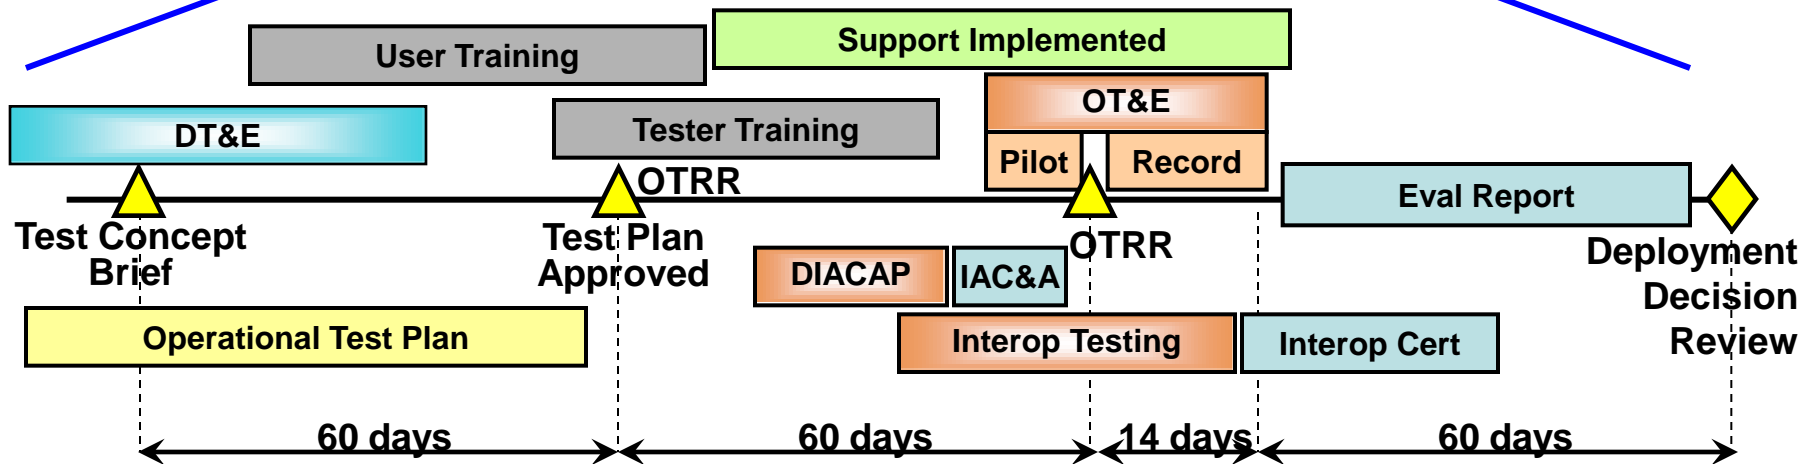 Support Implemented
User Training
OT&E
DT&E
Tester Training
Pilot
Record
OTRR
Eval Report
Test Concept
Brief
Test Plan
Approved
OTRR
Deployment
Decision
Review
DIACAP
IAC&A
Operational Test Plan
Interop Testing
Interop Cert
60 days
60 days
14 days
60 days